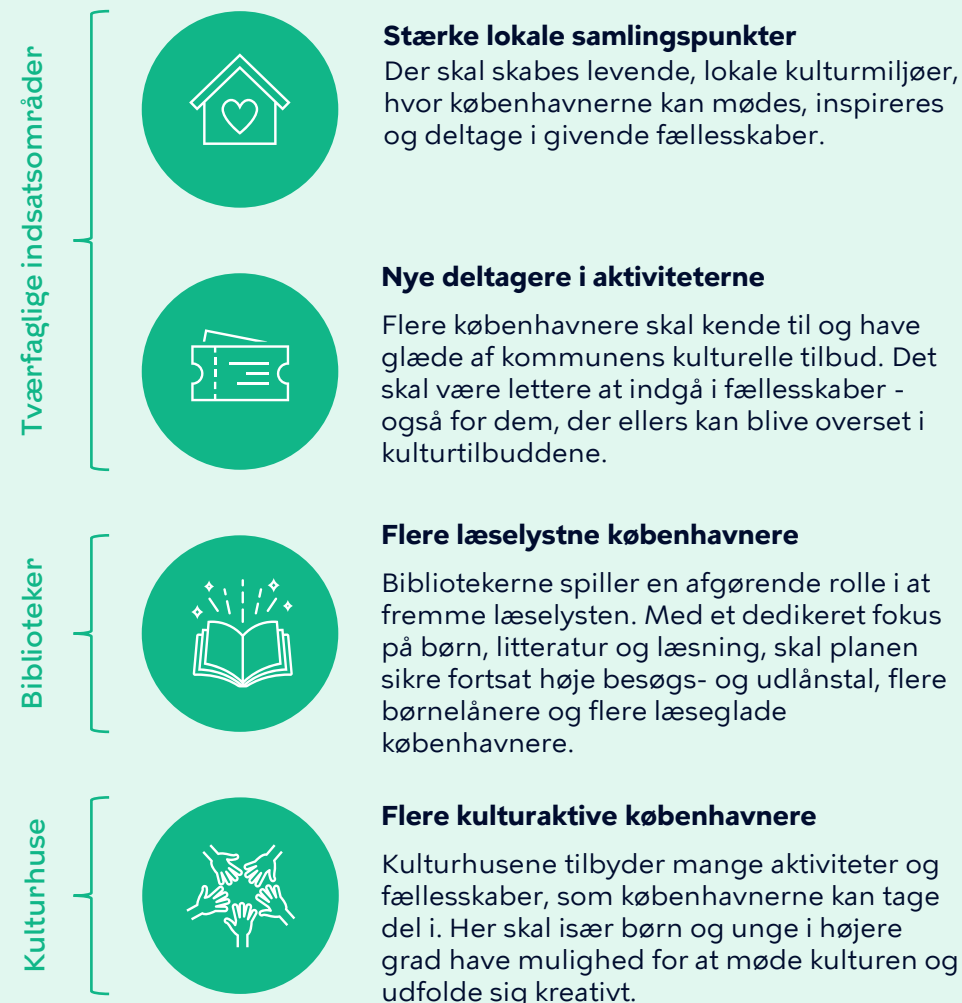 Tværfaglige indsatsområder
Stærke lokale samlingspunkter
Der skal skabes levende, lokale kulturmiljøer,
hvor københavnerne kan mødes, inspireres
og deltage i givende fællesskaber.
Nye deltagere i aktiviteterne
Flere københavnere skal kende til og have
glæde af kommunens kulturelle tilbud. Det
skal være lettere at indgå i fællesskaber -
også for dem, der ellers kan blive overset i
kulturtilbuddene.
Biblioteker
Flere læselystne københavnere
Bibliotekerne spiller en afgørende rolle i at
fremme læselysten. Med et dedikeret fokus
på børn, litteratur og læsning, skal planen
sikre fortsat høje besøgs- og udlånstal, flere
børnelånere og flere læseglade
københavnere.
Kulturhuse
Flere kulturaktive københavnere
Kulturhusene tilbyder mange aktiviteter og
fællesskaber, som københavnerne kan tage
del i. Her skal især børn og unge i højere
grad have mulighed for at møde kulturen og
udfolde sig kreativt.